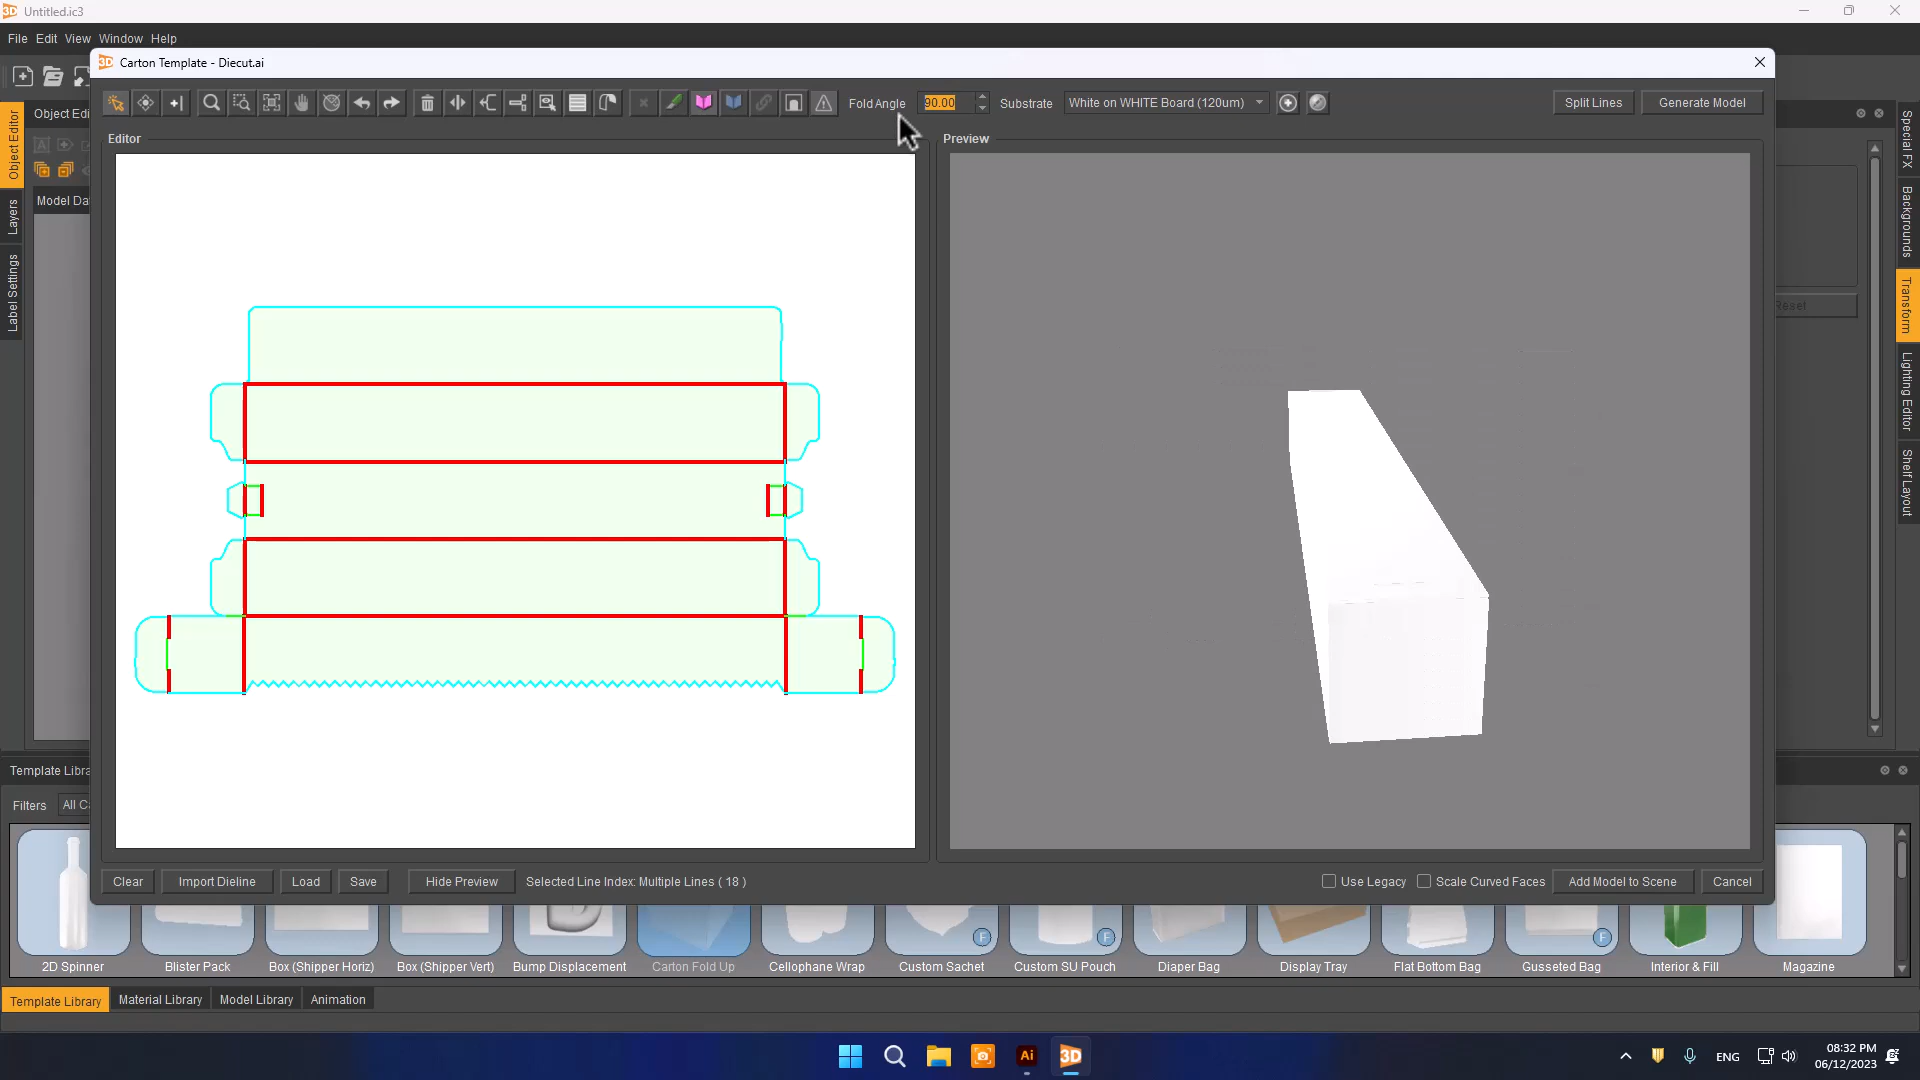 3D Untitled.ic3
File Edit View Window Help
3D Carton Template - Diecut.ai
Fold Angle 90.00 Substrate White on WHITE Board (120um) Split Lines Generate Model
Object Edi
Editor
Preview
Object Editor
Layers
Label Settings
Model Da
Special FX
Backgrounds
Transform
Lighting Editor
Shelf Layout
Reset
Template Libra
Filters All Ca
Clear Import Dieline Load Save Hide Preview Selected Line Index: Multiple Lines ( 18 ) Use Legacy Scale Curved Faces Add Model to Scene Cancel
F F F
2D Spinner Blister Pack Box (Shipper Horiz) Box (Shipper Vert) Bump Displacement Carton Fold Up Cellophane Wrap Custom Sachet Custom SU Pouch Diaper Bag Display Tray Flat Bottom Bag Gusseted Bag Interior & Fill Magazine
Template Library Material Library Model Library Animation
Ai 3D ENG 08:32 PM
06/12/2023